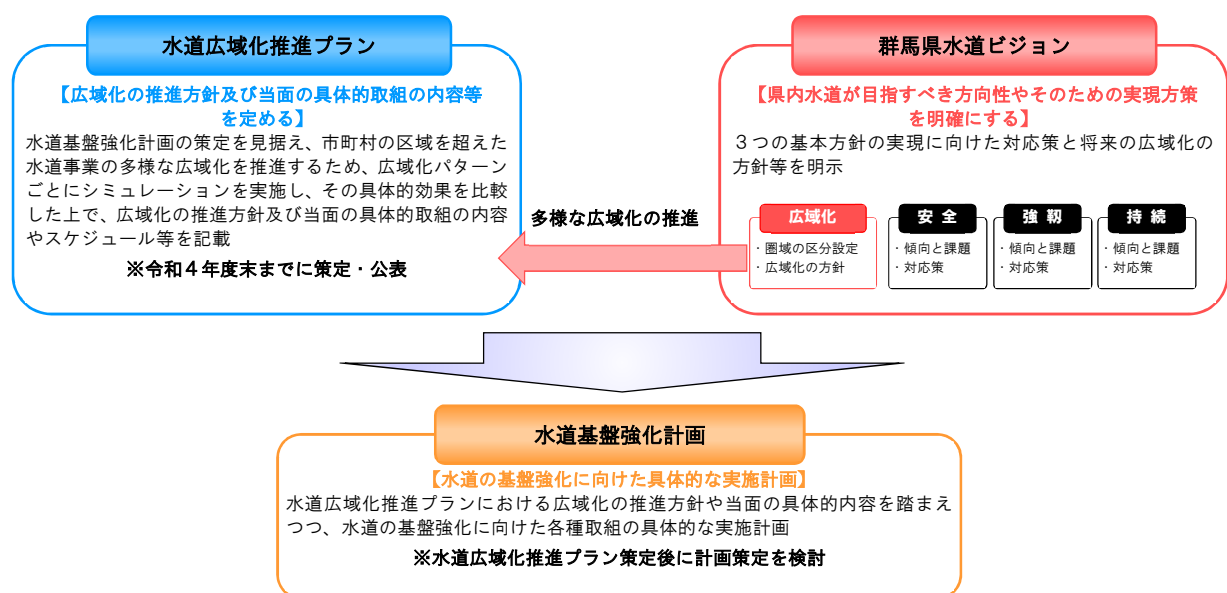 水道広域化推進プラン
【広域化の推進方針及び当面の具体的取組の内容等
を定める】
水道基盤強化計画の策定を見据え、市町村の区域を超えた
水道事業の多様な広域化を推進するため、広域化パターン
ごとにシミュレーションを実施し、その具体的効果を比較
した上で、広域化の推進方針及び当面の具体的取組の内容
やスケジュール等を記載
※令和４年度末までに策定・公表
多様な広域化の推進
群馬県水道ビジョン
【県内水道が目指すべき方向性やそのための実現方策
を明確にする】
３つの基本方針の実現に向けた対応策と将来の広域化の
方針等を明示
広域化
・圏域の区分設定
・広域化の方針
安 全
・傾向と課題
・対応策
強 靭
・傾向と課題
・対応策
持 続
・傾向と課題
・対応策
水道基盤強化計画
【水道の基盤強化に向けた具体的な実施計画】
水道広域化推進プランにおける広域化の推進方針や当面の具体的内容を踏まえ
つつ、水道の基盤強化に向けた各種取組の具体的な実施計画
※水道広域化推進プラン策定後に計画策定を検討